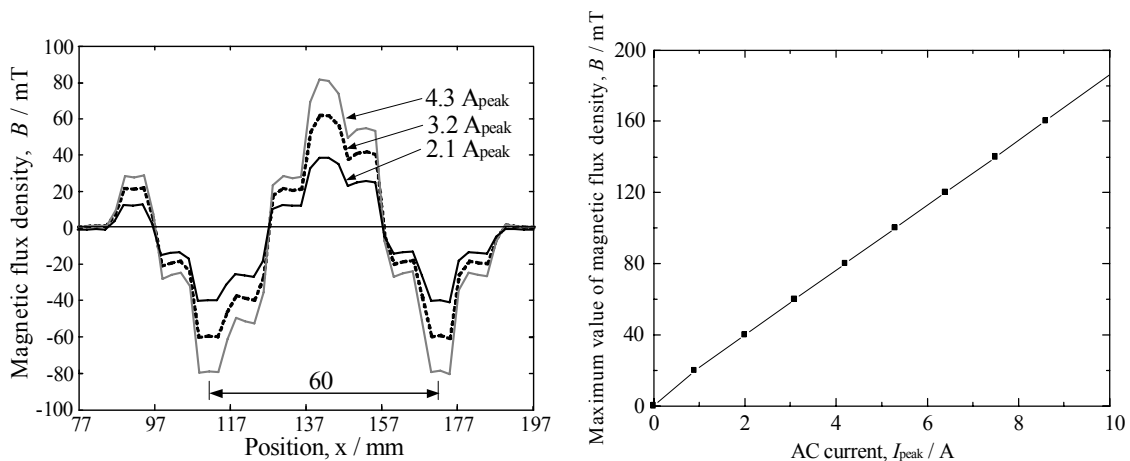 Magnetic flux density, B / mT
100
80
60
40
20
0
-20
-40
-60
-80
-100
4.3 Apeak
3.2 Apeak
2.1 Apeak
60
77 97 117 137 157 177 197
Position, x / mm
Maximum value of magnetic flux density, B / mT
200
160
120
80
40
0
0 2 4 6 8 10
AC current, Ipeak / A